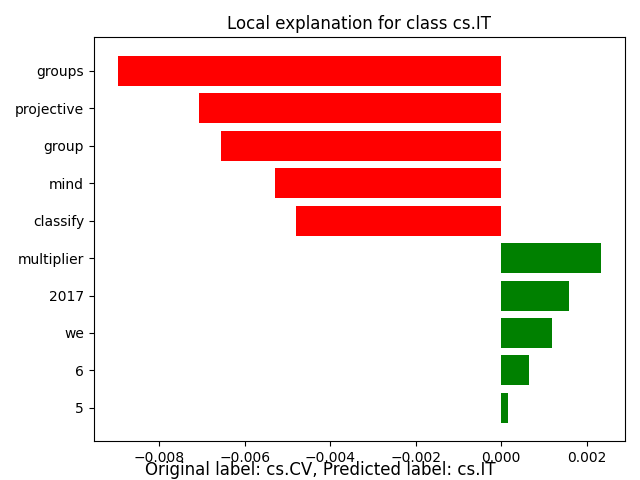 Local explanation for class cs.IT
groups
projective
group
mind
classify
multiplier
2017
we
6
5
−0.008 −0.006 −0.004 −0.002 0.000 0.002
Original label: cs.CV, Predicted label: cs.IT